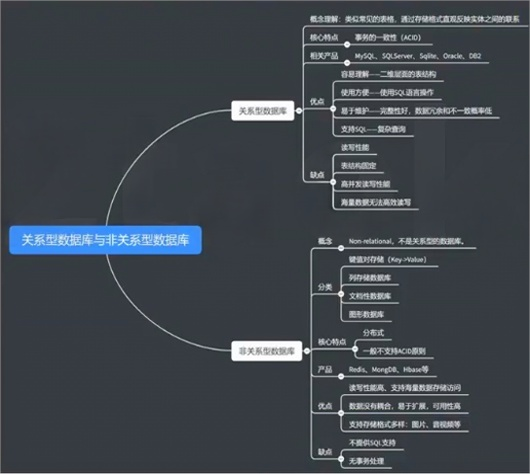 关系型数据库与非关系型数据库
关系型数据库
概念理解：类似常见的表格，通过存储格式直观反映实体之间的联系
核心特点
事务的一致性（ACID）
相关产品
MySQL、SQLServer、Sqlite、Oracle、DB2
优点
容易理解——二维层面的表结构
使用方便——使用SQL语言操作
易于维护——完整性好，数据冗余和不一致概率低
支持SQL——复杂查询
缺点
读写性能
表结构固定
高并发读写性能
海量数据无法高效读写
非关系型数据库
概念
Non-relational，不是关系型的数据库。
分类
键值对存储（Key->Value）
列存储数据库
文档性数据库
图形数据库
核心特点
分布式
一般不支持ACID原则
产品
Redis、MongDB、Hbase等
优点
读写性能高、支持海量数据存储访问
数据没有耦合，易于扩展，可用性高
支持存储格式多样：图片、音视频等
缺点
不提供SQL支持
无事务处理